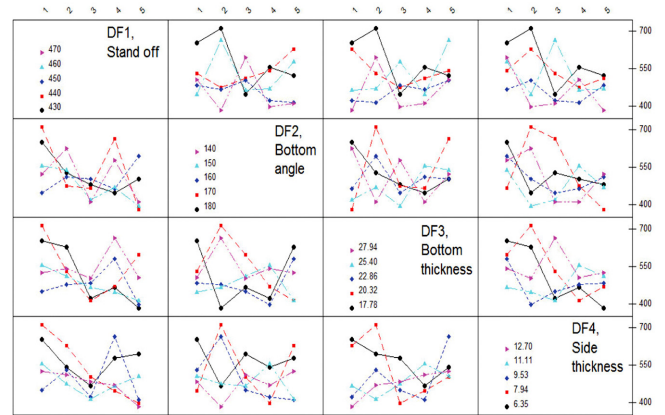 1 2 3 4 5 1 2 3 4 5 1 2 3 4 5 1 2 3 4 5
DF1,
Stand off
470
460
450
440
430
700
550
400
DF2,
Bottom
angle
140
150
160
170
180
700
550
400
DF3,
Bottom
thickness
27.94
25.40
22.86
20.32
17.78
700
550
400
DF4,
Side
thickness
12.70
11.11
9.53
7.94
6.35
700
550
400